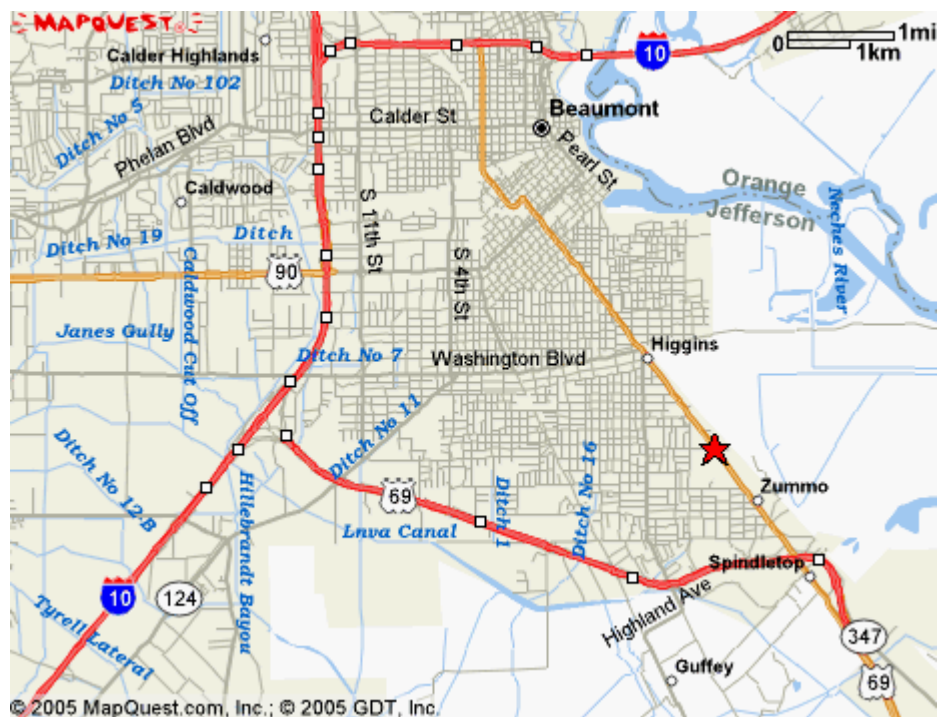 MAPQUEST
10
0
1mi
1km
Calder Highlands
Ditch No 102
Ditch No 5
Phelan Blvd
Calder St
Beaumont
Pearl St
Caldwood
Orange
Jefferson
Neches River
Ditch No 19
Ditch
Caldwood Cut Off
90
S 11th St
S 4th St
Janes Gully
Ditch No 7
Washington Blvd
Higgins
Ditch No 11
Ditch No 12-B
Hillebrandt Bayou
69
Lnva Canal
Ditch 1
Ditch No 16
Zummo
Spindletop
10
124
Tyrell Lateral
Highland Ave
347
Guffey
69
© 2005 MapQuest.com, Inc.; © 2005 GDT, Inc.